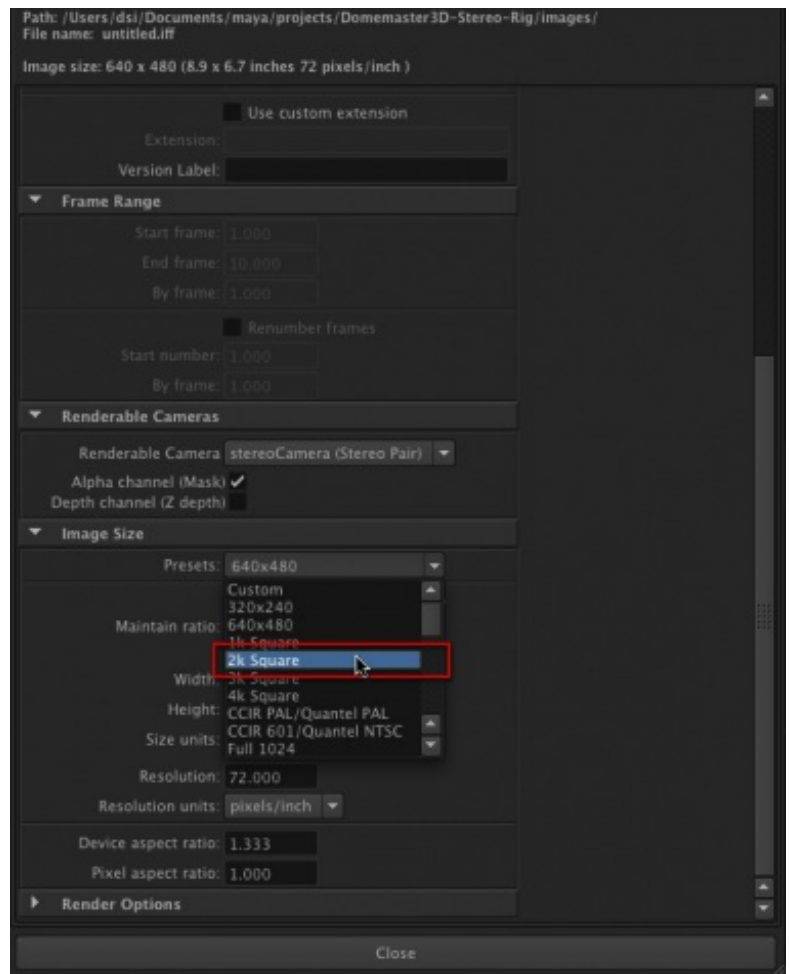 Path: /Users/dsi/Documents/maya/projects/Domemaster3D-Stereo-Rig/images/
File name: untitled.iff
Image size: 640 x 480 (8.9 x 6.7 inches 72 pixels/inch )
Use custom extension
Extension:
Version Label:
Frame Range
Start frame: 1.000
End frame: 10.000
By frame: 1.000
Renumber frames
Start number: 1.000
By frame: 1.000
Renderable Cameras
Renderable Camera stereoCamera (Stereo Pair)
Alpha channel (Mask)
Depth channel (Z depth)
Image Size
Presets: 640x480
Custom
320x240
Maintain ratio: 640x480
1k Square
2k Square
Width: 3k Square
4k Square
Height: CCIR PAL/Quantel PAL
Size units: CCIR 601/Quantel NTSC
Full 1024
Resolution: 72.000
Resolution units: pixels/inch
Device aspect ratio: 1.333
Pixel aspect ratio: 1.000
Render Options
Close